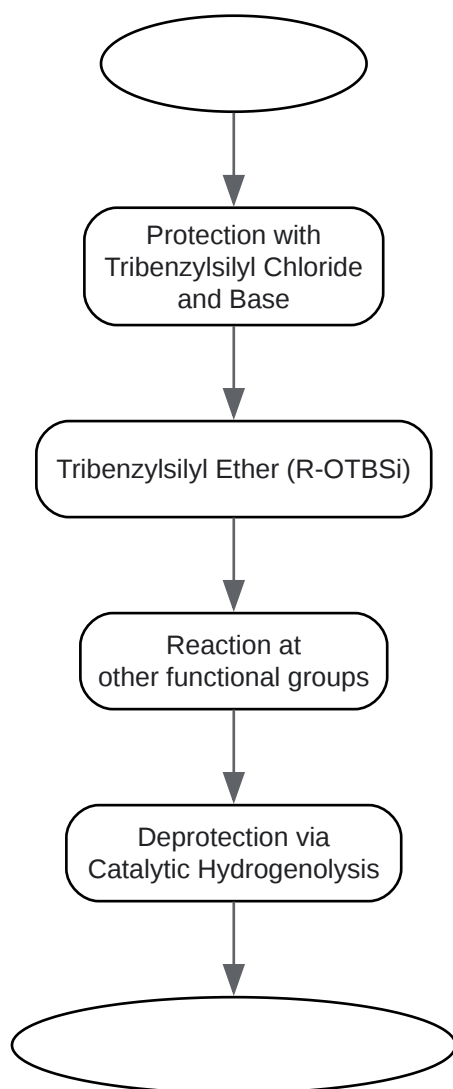 Protection with
Tribenzylsilyl Chloride
and Base
Tribenzylsilyl Ether (R-OTBSi)
Reaction at
other functional groups
Deprotection via
Catalytic Hydrogenolysis